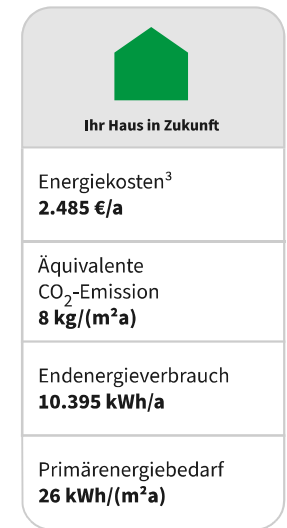 Ihr Haus in Zukunft
Energiekosten³
2.485 €/a
Äquivalente
CO₂-Emission
8 kg/(m²a)
Endenergieverbrauch
10.395 kWh/a
Primärenergiebedarf
26 kWh/(m²a)